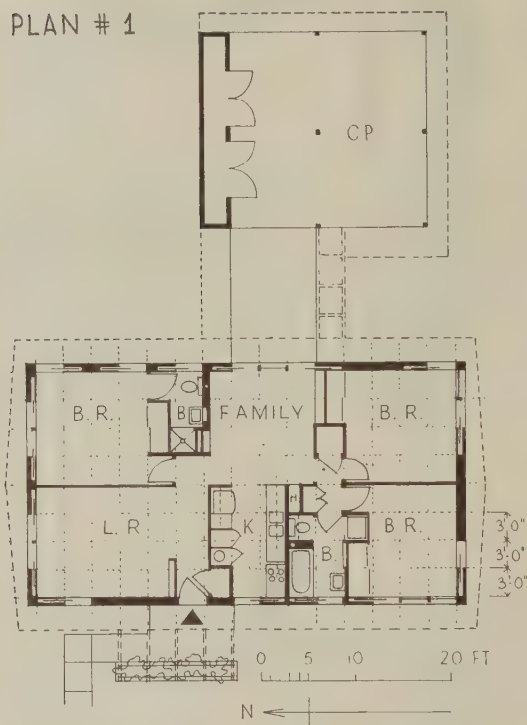 PLAN # 1
CP
B.R.
B
FAMILY
B.R.
L.R
K
H
B.
B.R.
3'0"
3'0"
3'0"
0 5 10 20 FT
N